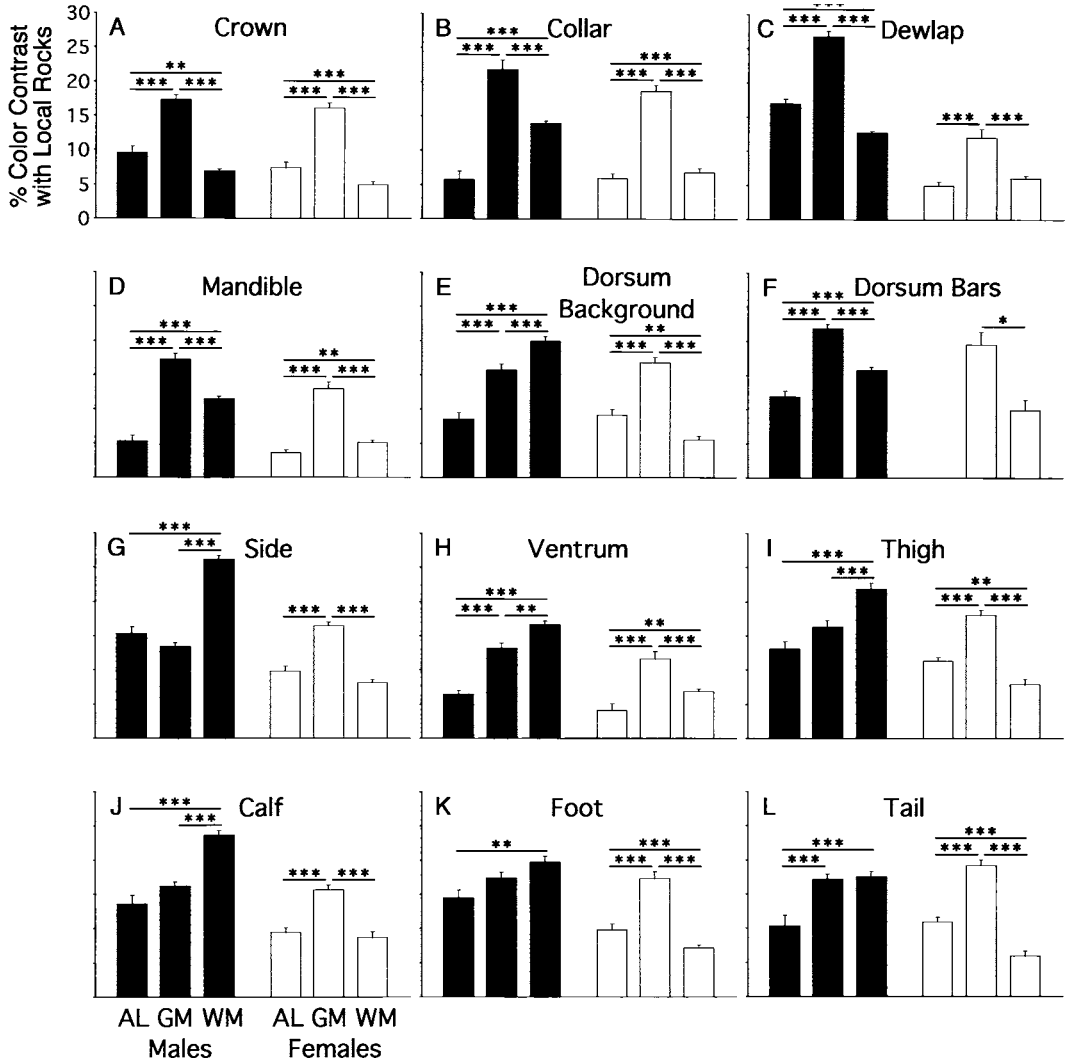 % Color Contrast
with Local Rocks
30
25
20
15
10
5
0
A Crown
** 
*** ***
***
*** ***
B Collar
***
*** ***
***
*** ***
C Dewlap
***
*** ***
*** ***
D Mandible
***
*** ***
**
*** ***
E Dorsum
Background
***
*** ***
**
*** ***
F Dorsum Bars
***
*** ***
*
G Side
***
***
*** ***
H Ventrum
***
*** **
**
*** ***
I Thigh
***
***
**
*** ***
J Calf
***
***
*** ***
K Foot
**
***
*** ***
L Tail
*** ***
***
*** ***
AL GM WM AL GM WM
Males Females